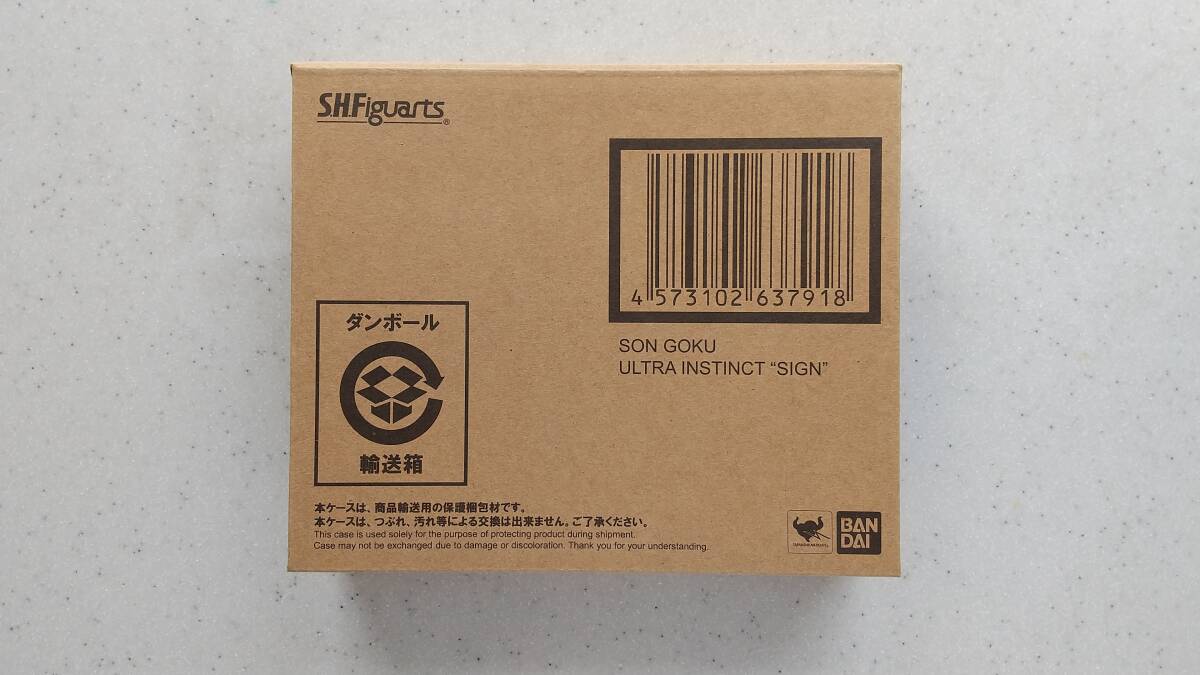 S.H.Figuarts®
4 573102 637918
SON GOKU
ULTRA INSTINCT “SIGN”
ダンボール
輸送箱
本ケースは、商品輸送用の保護梱包材です。
本ケースは、つぶれ、汚れ等による交換は出来ません。ご了承ください。
This case is used solely for the purpose of protecting product during shipment.
Case may not be exchanged due to damage or discoloration. Thank you for your understanding.
BAN
DAI